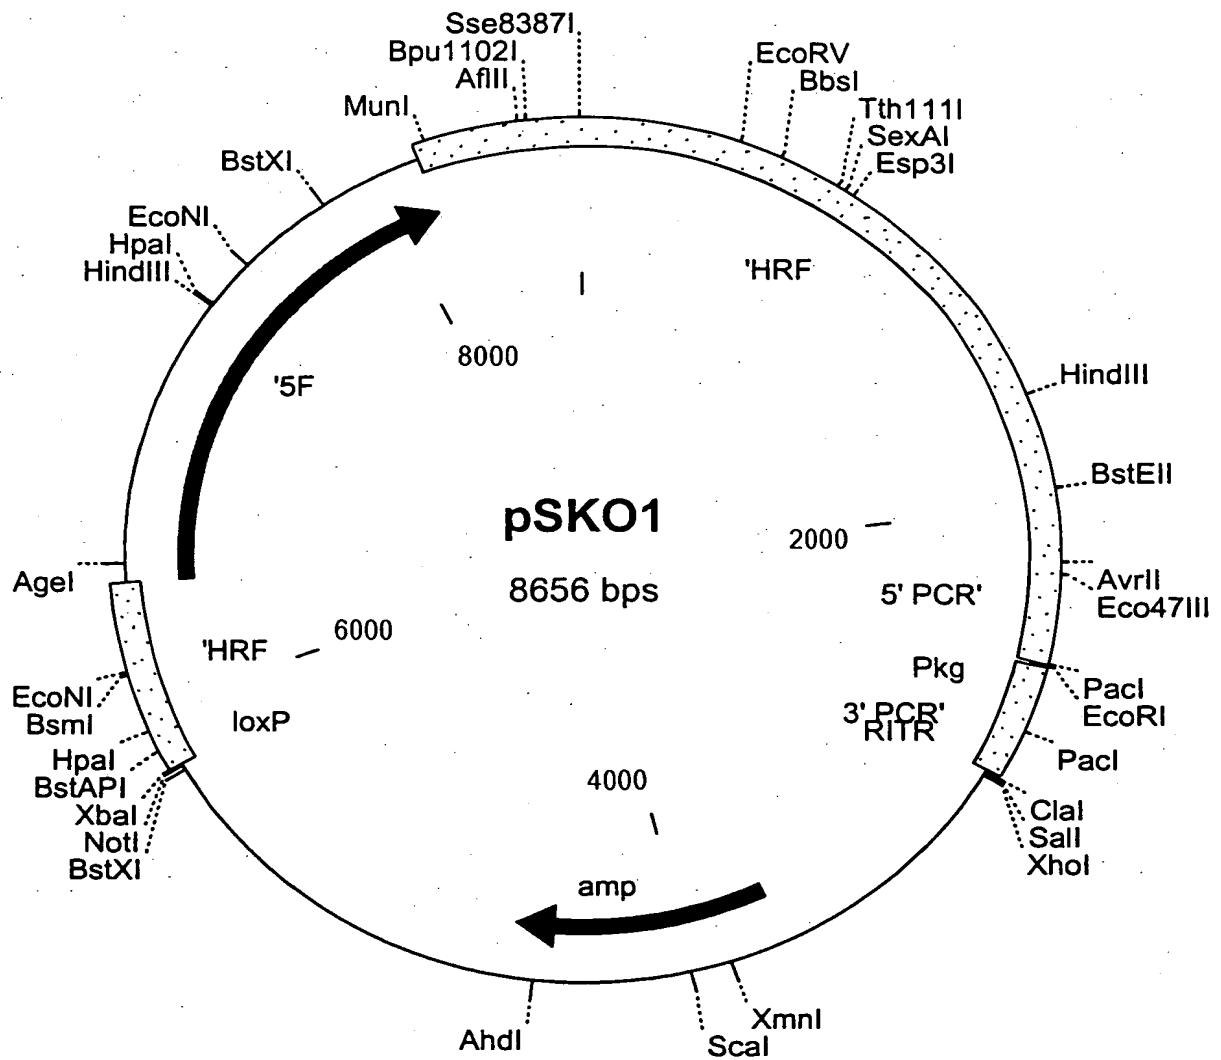 Sse8387I
Bpu1102I
AflII
MunI
EcoRV
BbsI
Tth111I
SexAI
Esp3I
BstXI
EcoNI
HpaI
HindIII
'HRF
8000
'5F
HindIII
BstEII
pSKO1
8656 bps
2000
AgeI
AvrII
Eco47III
5' PCR'
6000
'HRF
loxP
Pkg
3' PCR'
RITR
EcoNI
BsmI
HpaI
BstAPI
XbaI
NotI
BstXI
PacI
EcoRI
PacI
ClaI
SalI
XhoI
4000
amp
AhdI
ScaI
XmnI